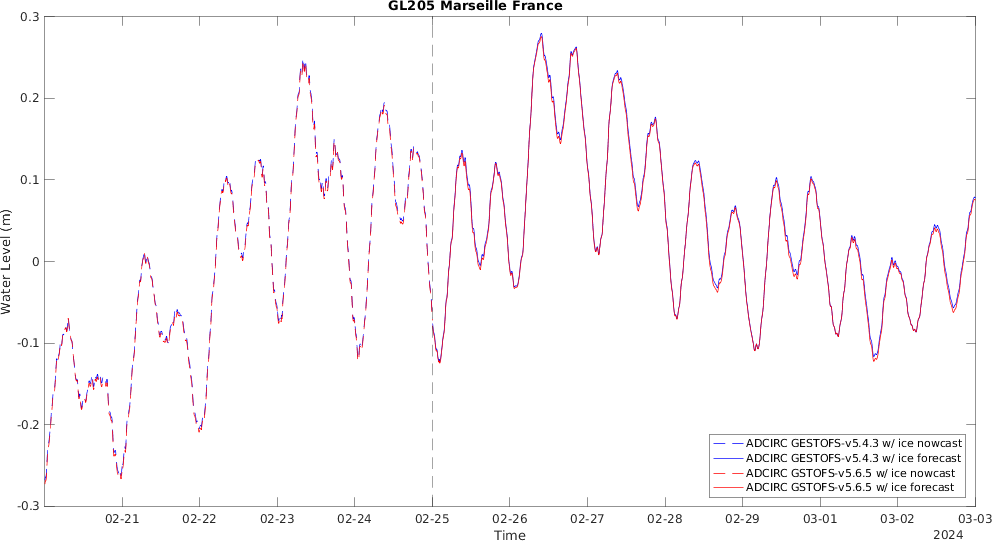 GL205 Marseille France
0.3
0.2
0.1
0
-0.1
-0.2
-0.3
Water Level (m)
ADCIRC GESTOFS-v5.4.3 w/ ice nowcast
ADCIRC GESTOFS-v5.4.3 w/ ice forecast
ADCIRC GSTOFS-v5.6.5 w/ ice nowcast
ADCIRC GSTOFS-v5.6.5 w/ ice forecast
02-21 02-22 02-23 02-24 02-25 02-26 02-27 02-28 02-29 03-01 03-02 03-03
Time
2024